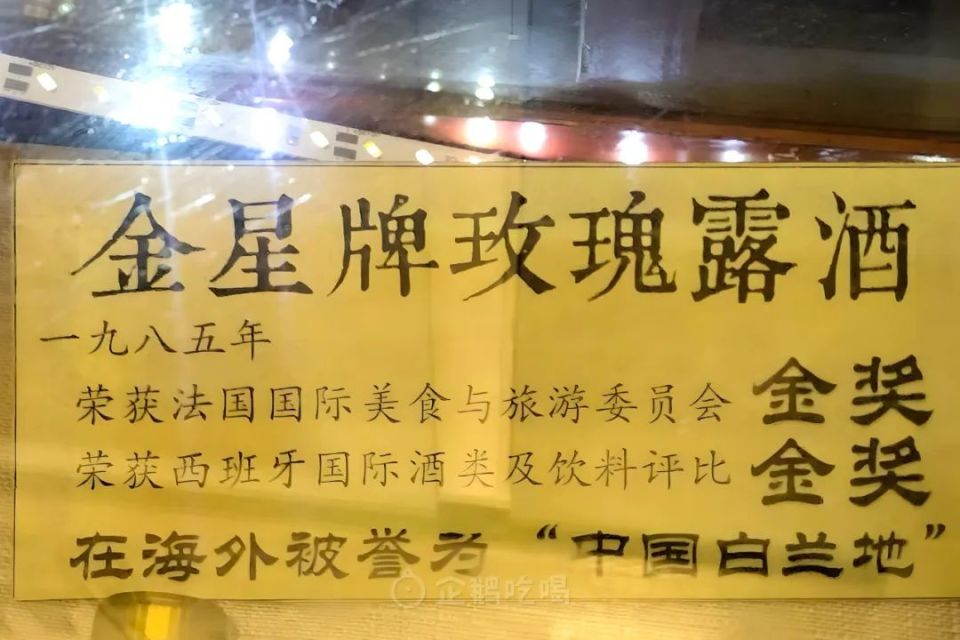 金星牌玫瑰露酒
一九八五年
荣获法国国际美食与旅游委员会 金奖
荣获西班牙国际酒类及饮料评比 金奖
在海外被誉为“中国白兰地”
企鹅吃喝